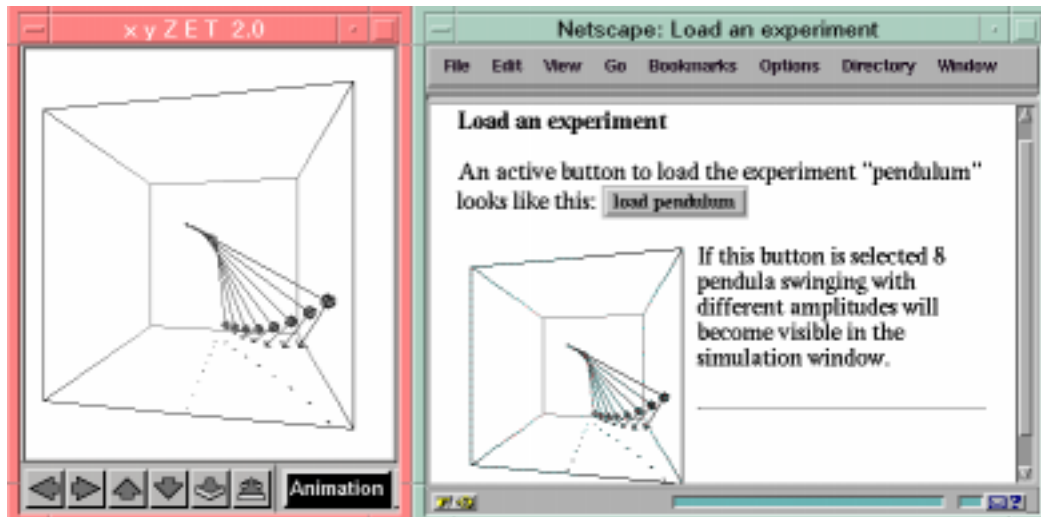 xyZET 2.0
Animation
Netscape: Load an experiment
File Edit View Go Bookmarks Options Directory Window
Load an experiment
An active button to load the experiment "pendulum"
looks like this: load pendulum
If this button is selected 8
pendula swinging with
different amplitudes will
become visible in the
simulation window.